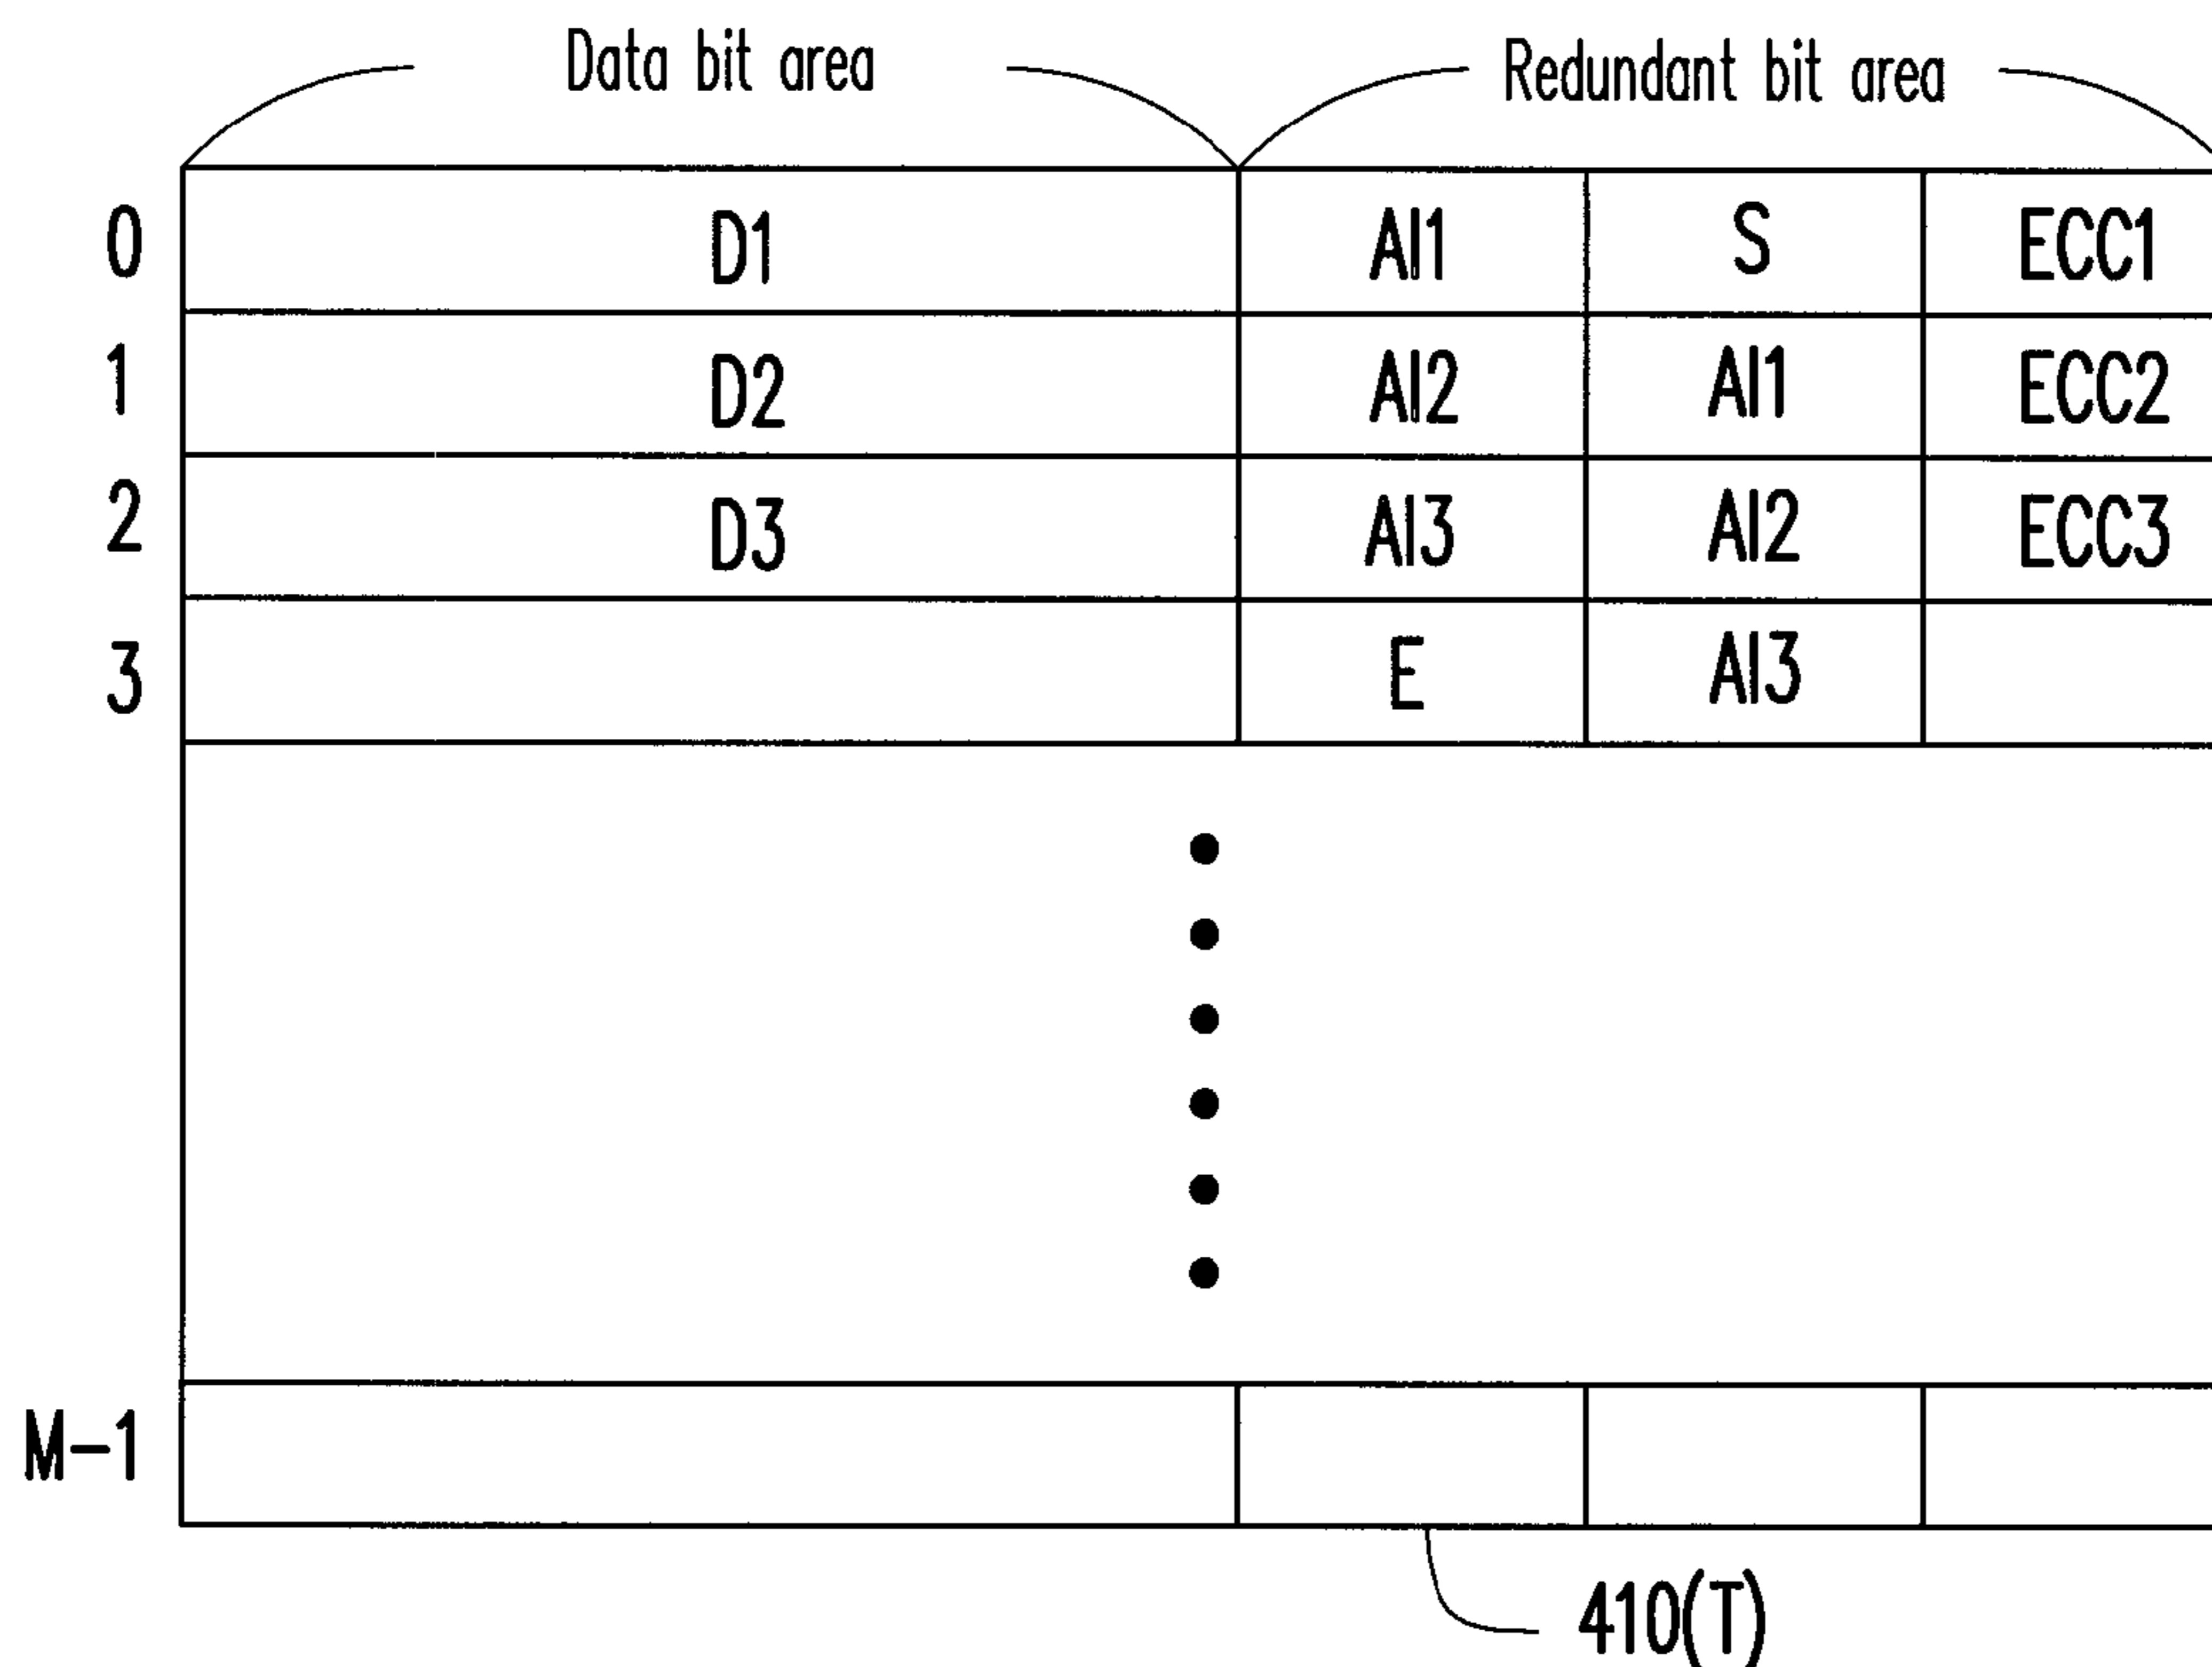 Data bit area Redundant bit area
0 D1 AI1 S ECC1
1 D2 AI2 AI1 ECC2
2 D3 AI3 AI2 ECC3
3 E AI3
M-1
410(T)